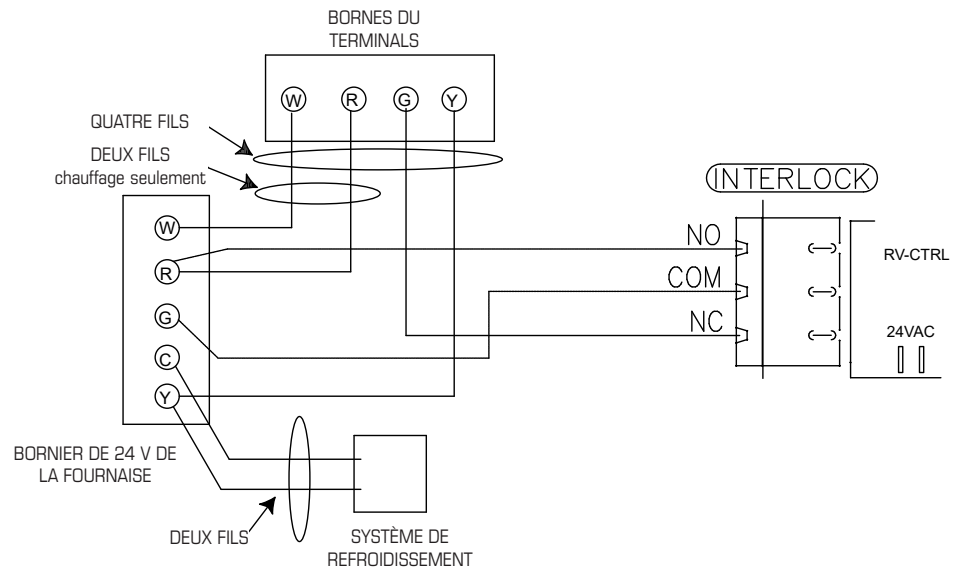 BORNES DU
TERMINALS
W R G Y
QUATRE FILS
DEUX FILS
chauffage seulement
INTERLOCK
W
NO
R
RV-CTRL
COM
G
NC
24VAC
C
Y
BORNIER DE 24 V DE
LA FOURNAISE
DEUX FILS
SYSTÈME DE
REFROIDISSEMENT